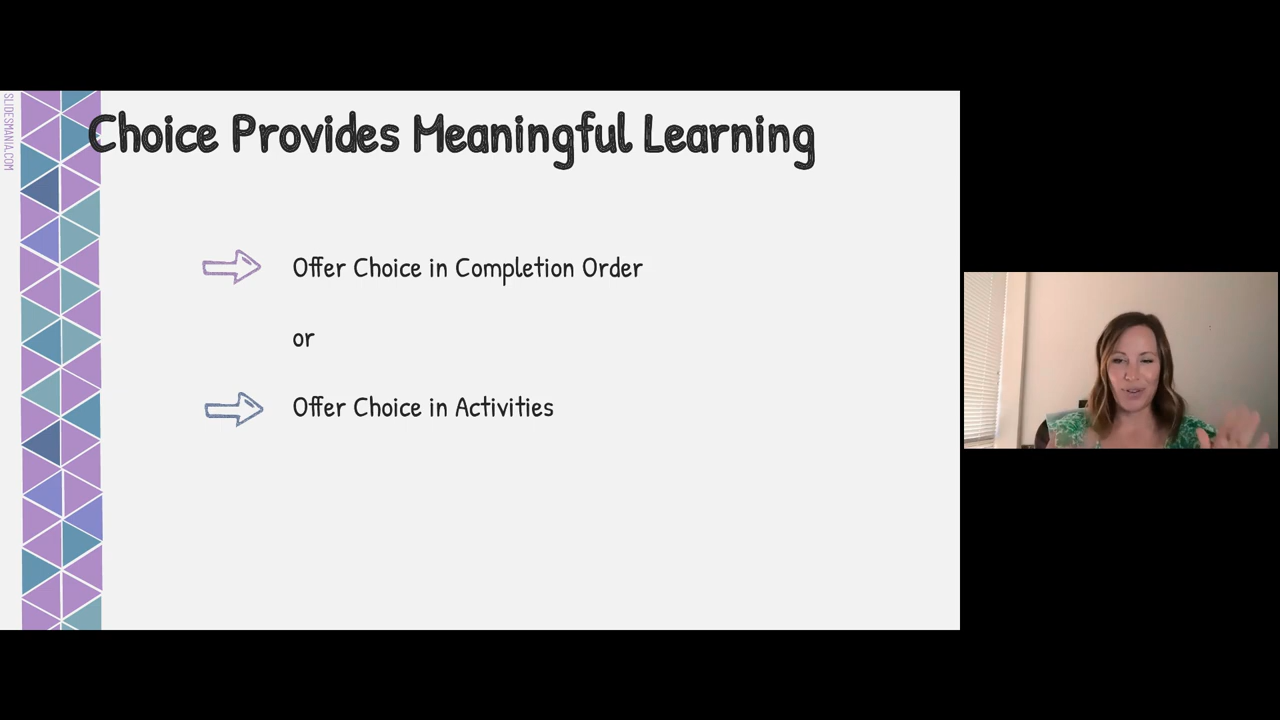 SLIDESMANIA.COM
Choice Provides Meaningful Learning
Offer Choice in Completion Order
or
Offer Choice in Activities